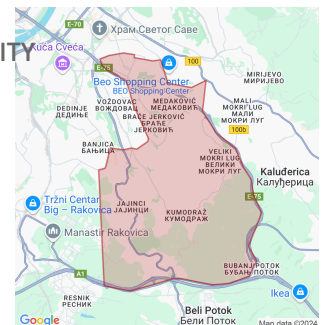 E-70
Храм Светог Саве
Kuća Cveća
ITY
100
Beo Shopping Center
BEO Shopping Center
MIRIJEVO
МИРИЈЕВО
DEDINJE
ДЕДИЊЕ
VOZDOVAC
ВОЖДОВАЦ
MEDAKOVIĆ
МЕДАКОВИЋ
MALI
MOKRI LUG
МАЛИ
МОКРИ ЛУГ
BRAĆE JERKOVIĆ
БРАЋЕ
ЈЕРКОВИЋ
100b
BANJICA
БАЊИЦА
E-75
VELIKI
MOKRI LUG
ВЕЛИКИ
МОКРИ ЛУГ
Kaluđerica
Калуђерица
E-75
Tržni Centar
Big – Rakovica
JAJINCI
ЈАЈИНЦИ
KUMODRAŽ
КУМОДРАЖ
Manastir Rakovica
A1
BUBANJ POTOK
БУБАЊ ПОТОК
RESNIK
РЕСНИК
Ikea
Beli Potok
Бели Поток
Google
Map data ©2024